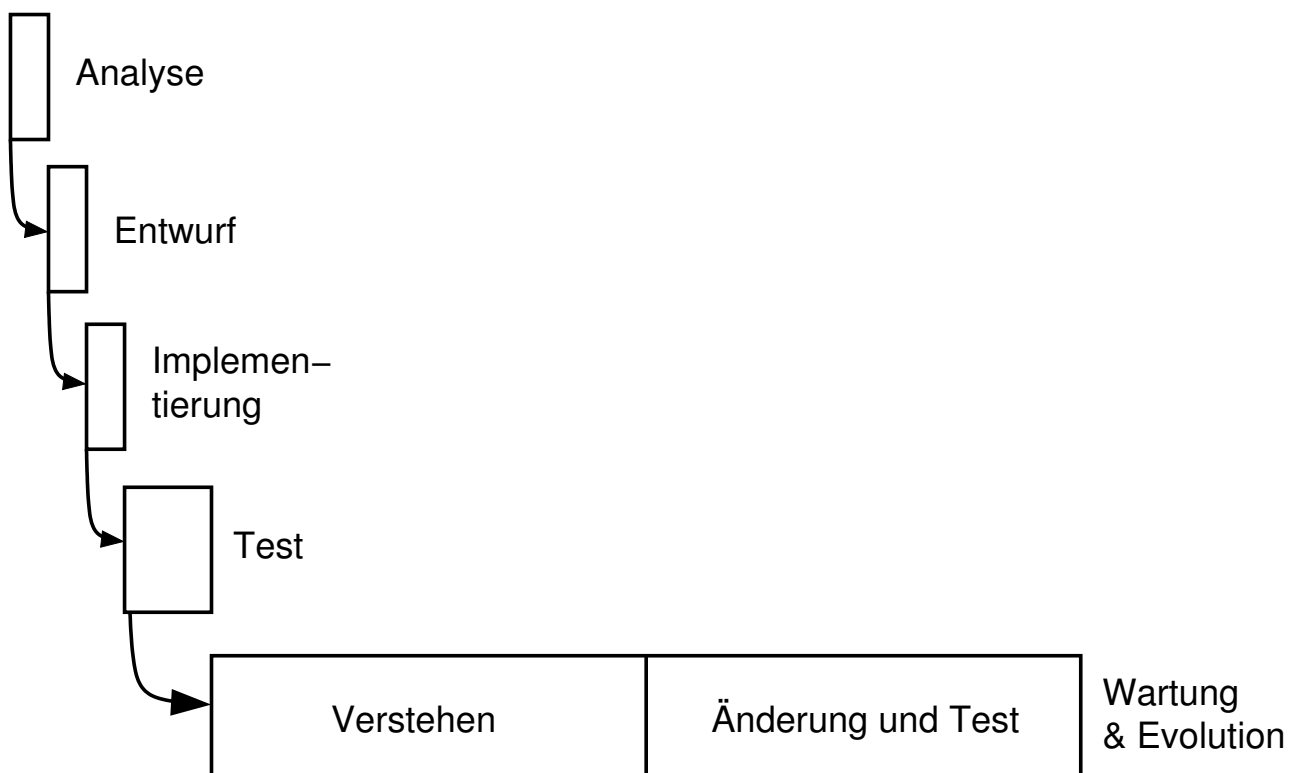 Analyse
Entwurf
Implemen–
tierung
Test
Verstehen
Änderung und Test
Wartung
& Evolution